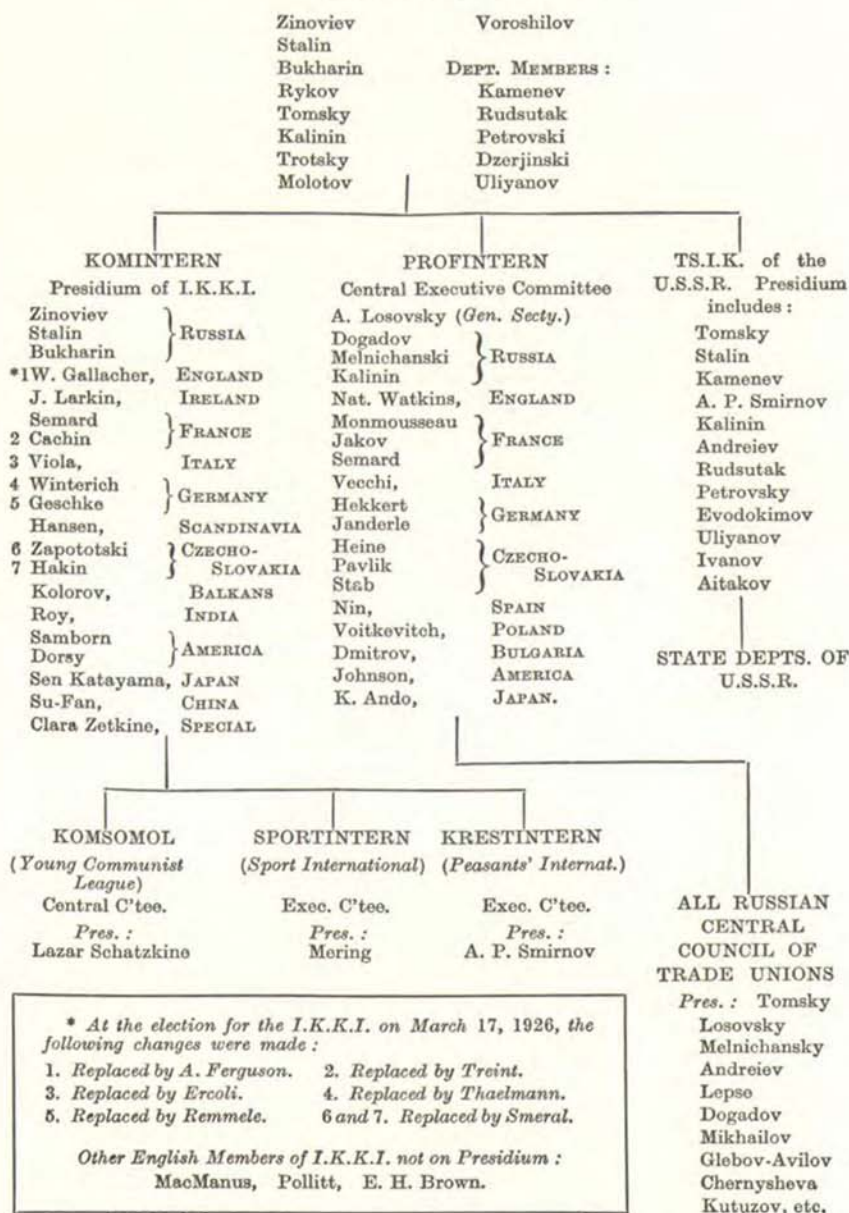 Zinoviev
Stalin
Bukharin
Rykov
Tomsky
Kalinin
Trotsky
Molotov
Voroshilov
DEPT. MEMBERS :
Kamenev
Rudsutak
Petrovski
Dzerjinski
Uliyanov
KOMINTERN
Presidium of I.K.K.I.
Zinoviev
Stalin
Bukharin
RUSSIA
*1 W. Gallacher, ENGLAND
J. Larkin, IRELAND
Semard
2 Cachin
FRANCE
3 Viola, ITALY
4 Winterich
5 Geschke
GERMANY
Hansen, SCANDINAVIA
6 Zapototski
7 Hakin
CZECHO-
SLOVAKIA
Kolorov, BALKANS
Roy, INDIA
Samborn
Dorsy
AMERICA
Sen Katayama, JAPAN
Su-Fan, CHINA
Clara Zetkine, SPECIAL
PROFINTERN
Central Executive Committee
A. Losovsky (Gen. Secty.)
Dogadov
Melnichanski
Kalinin
RUSSIA
Nat. Watkins, ENGLAND
Monmousseau
Jakov
Semard
FRANCE
Vecchi, ITALY
Hekkert
Janderle
GERMANY
Heine
Pavlik
Stab
CZECHO-
SLOVAKIA
Nin, SPAIN
Voitkevitch, POLAND
Dmitrov, BULGARIA
Johnson, AMERICA
K. Ando, JAPAN.
TS.I.K. of the
U.S.S.R. Presidium
includes :
Tomsky
Stalin
Kamenev
A. P. Smirnov
Kalinin
Andreiev
Rudsutak
Petrovsky
Evodokimov
Uliyanov
Ivanov
Aitakov
STATE DEPTS. OF
U.S.S.R.
KOMSOMOL
(Young Communist
League)
Central C'tee.
Pres. :
Lazar Schatzkine
SPORTINTERN
(Sport International)
Exec. C'tee.
Pres. :
Mering
KRESTINTERN
(Peasants' Internat.)
Exec. C'tee.
Pres. :
A. P. Smirnov
ALL RUSSIAN
CENTRAL
COUNCIL OF
TRADE UNIONS
Pres. : Tomsky
Losovsky
Melnichansky
Andreiev
Lepse
Dogadov
Mikhailov
Glebov-Avilov
Chernysheva
Kutuzov, etc.
* At the election for the I.K.K.I. on March 17, 1926, the
following changes were made :
1. Replaced by A. Ferguson. 2. Replaced by Treint.
3. Replaced by Ercoli. 4. Replaced by Thaelmann.
5. Replaced by Remmele. 6 and 7. Replaced by Smeral.
Other English Members of I.K.K.I. not on Presidium :
MacManus, Pollitt, E. H. Brown.